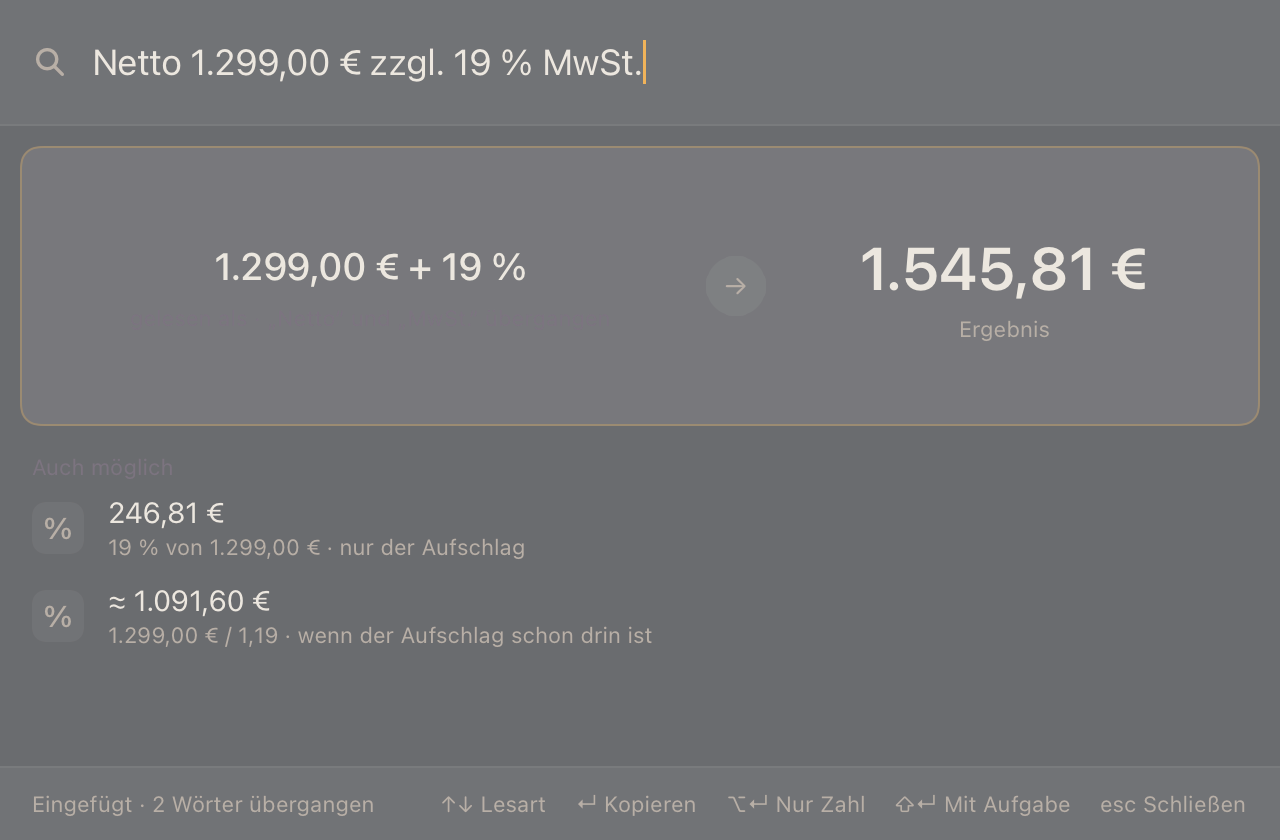 Netto 1.299,00 € zzgl. 19 % MwSt.
1.299,00 € + 19 %
→
1.545,81 €
Ergebnis
Auch möglich
% 246,81 €
19 % von 1.299,00 € · nur der Aufschlag
% ≈ 1.091,60 €
1.299,00 € / 1,19 · wenn der Aufschlag schon drin ist
Eingefügt · 2 Wörter übergangen ↑↓ Lesart ↵ Kopieren ⌥↵ Nur Zahl ⇧↵ Mit Aufgabe esc Schließen